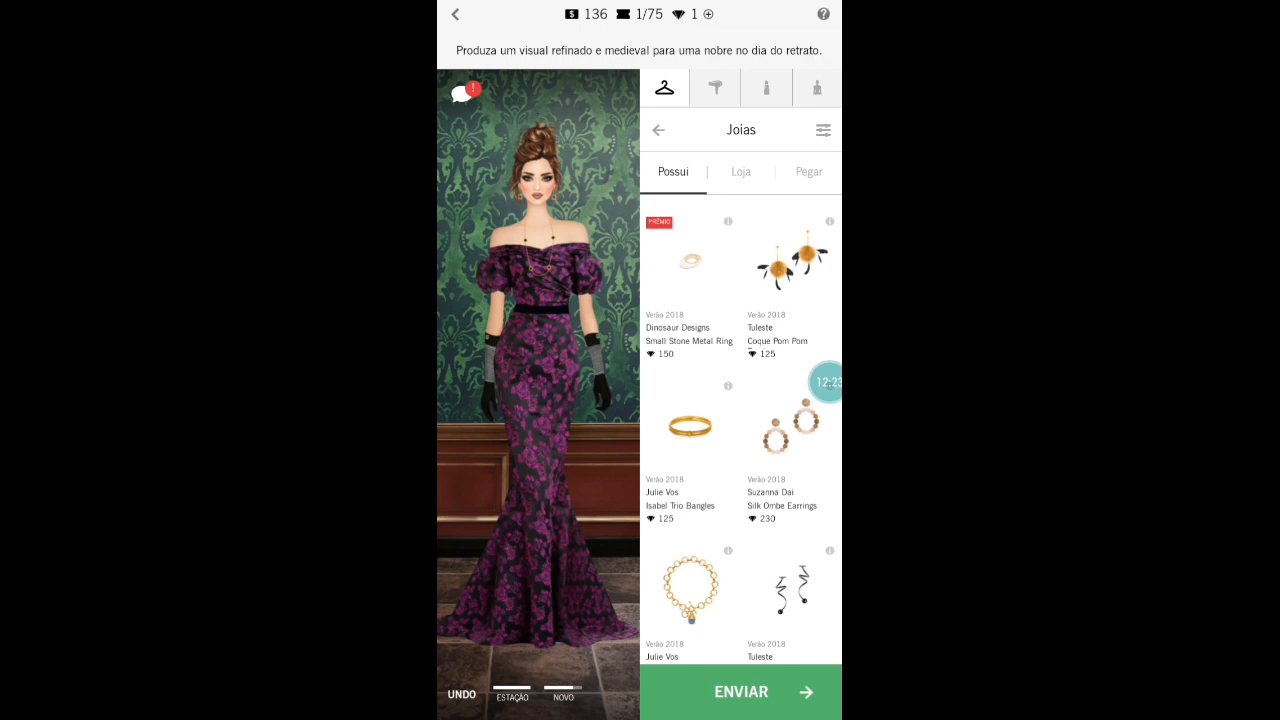 136 1/75 1
Produza um visual refinado e medieval para uma nobre no dia do retrato.
!
Joias
Possui Loja Pegar
PRÊMIO
Verão 2018
Dinosaur Designs
Small Stone Metal Ring
150
Verão 2018
Tuleste
Coque Pom Pom
125
12:23
Verão 2018
Julie Vos
Isabel Trio Bangles
125
Verão 2018
Suzanna Dai
Silk Ombe Earrings
230
Verão 2018
Julie Vos
Verão 2018
Tuleste
UNDO
ESTAÇÃO
NOVO
ENVIAR